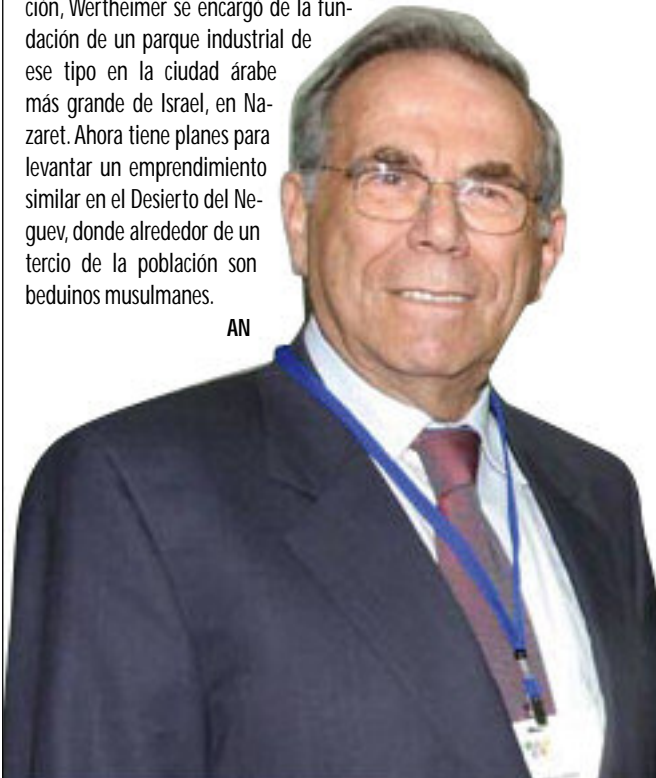 ción, Wertheimer se encargó de la fun-
dación de un parque industrial de
ese tipo en la ciudad árabe
más grande de Israel, en Na-
zaret. Ahora tiene planes para
levantar un emprendimiento
similar en el Desierto del Ne-
guev, donde alrededor de un
tercio de la población son
beduinos musulmanes.
AN